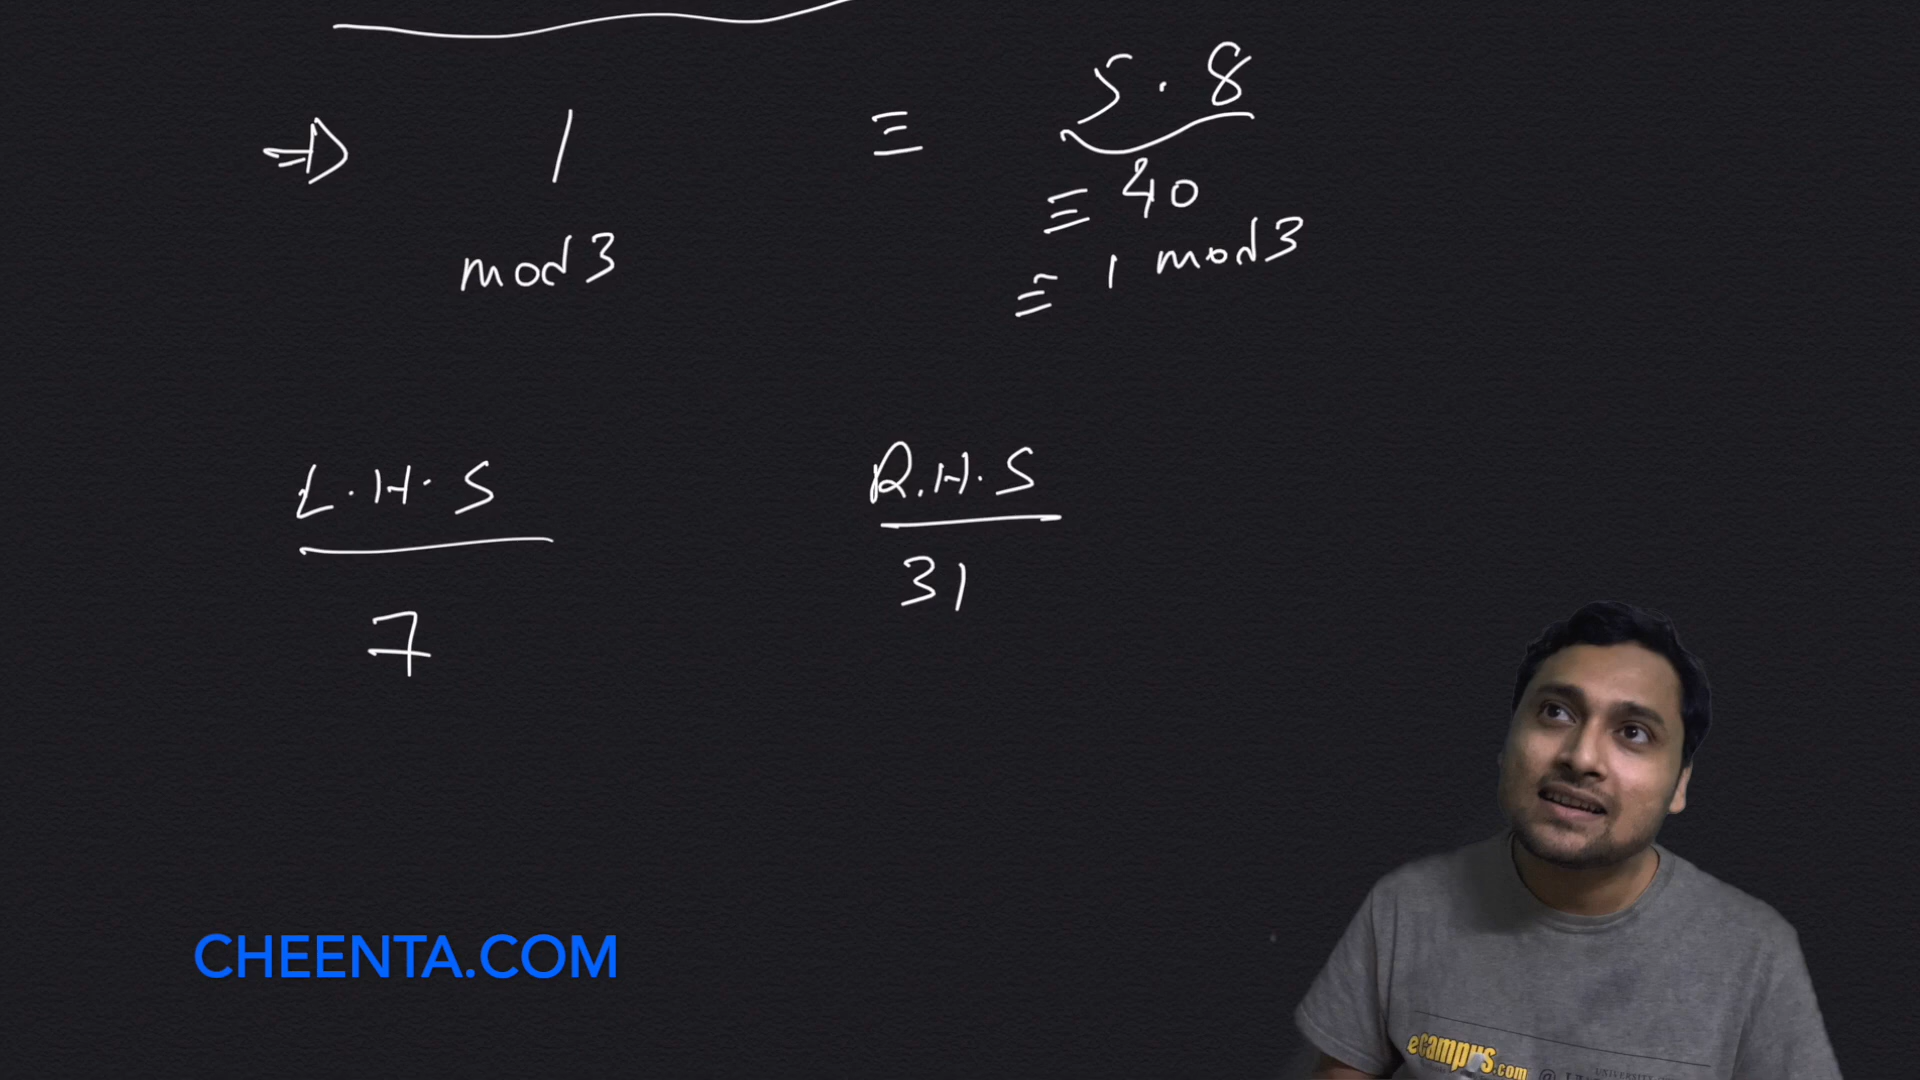 ⇒ 1 ≡ 5 · 8
≡ 40
mod 3 ≡ 1 mod 3
L.H.S R.H.S
7 31
CHEENTA.COM
ecampus.com